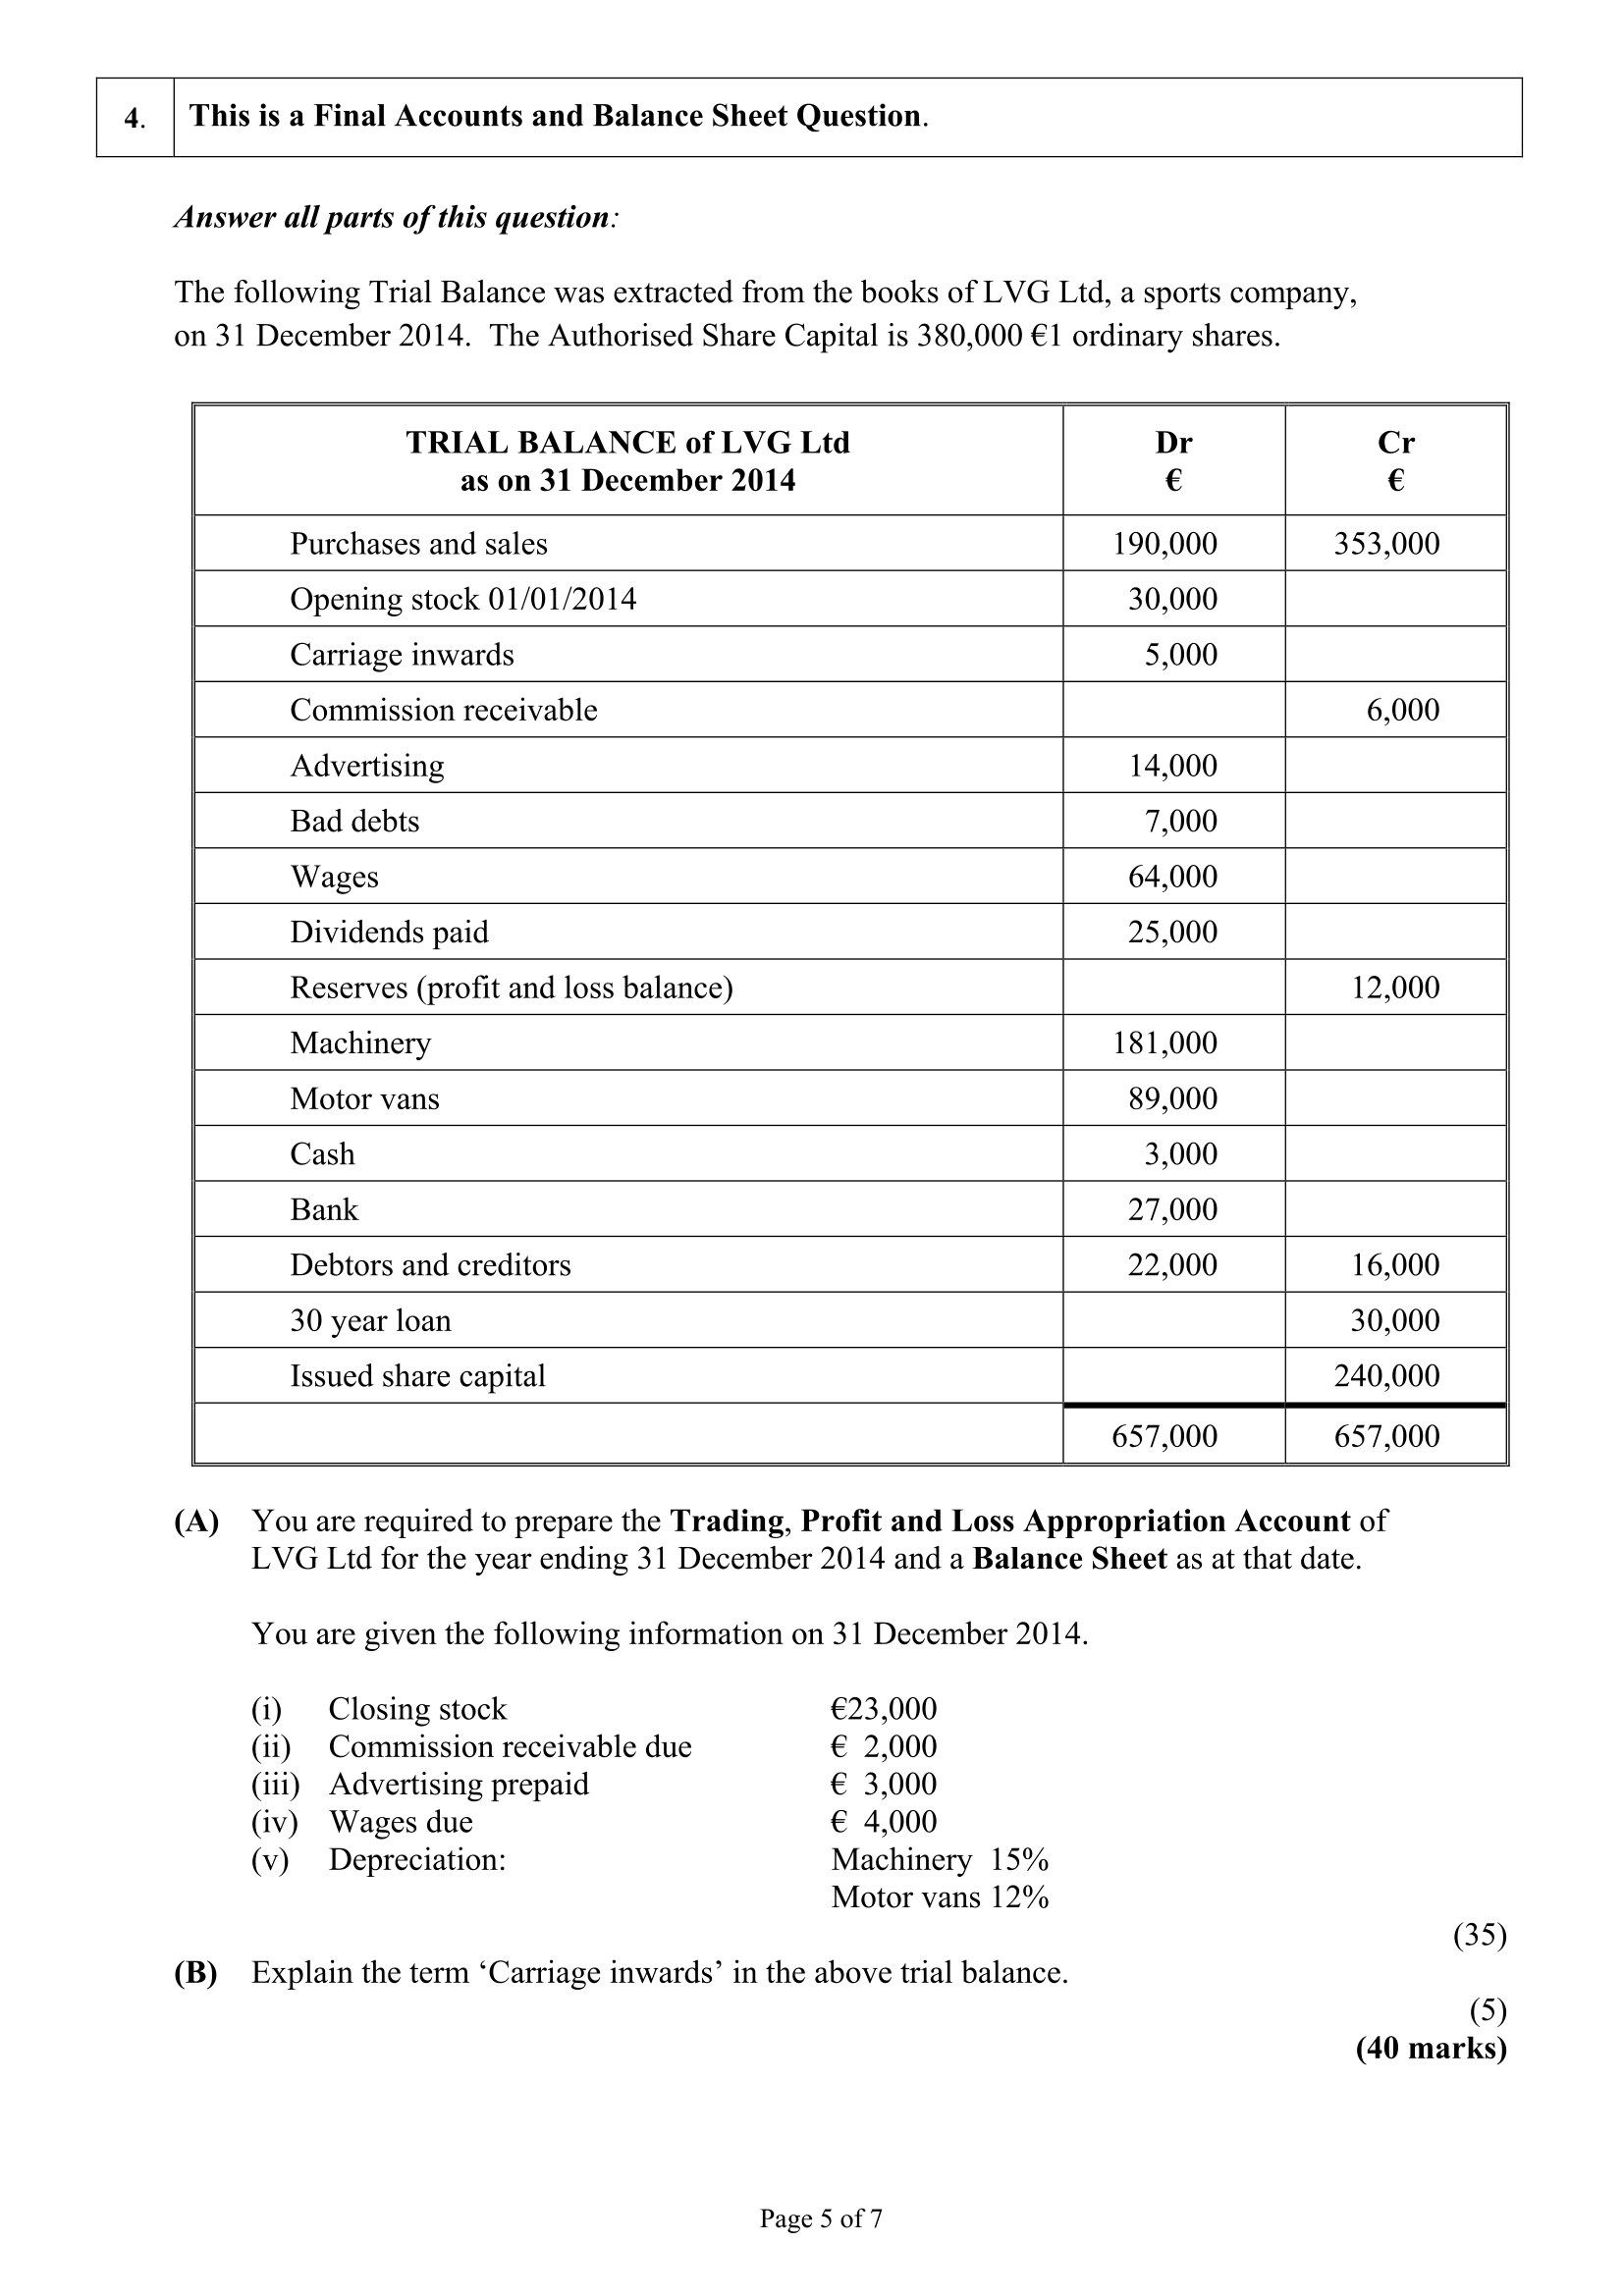 4. This is a Final Accounts and Balance Sheet Question.
Answer all parts of this question:
The following Trial Balance was extracted from the books of LVG Ltd, a sports company,
on 31 December 2014. The Authorised Share Capital is 380,000 €1 ordinary shares.
TRIAL BALANCE of LVG Ltd Dr Cr
as on 31 December 2014 € €
Purchases and sales 190,000 353,000
Opening stock 01/01/2014 30,000
Carriage inwards 5,000
Commission receivable 6,000
Advertising 14,000
Bad debts 7,000
Wages 64,000
Dividends paid 25,000
Reserves (profit and loss balance) 12,000
Machinery 181,000
Motor vans 89,000
Cash 3,000
Bank 27,000
Debtors and creditors 22,000 16,000
30 year loan 30,000
Issued share capital 240,000
657,000 657,000
(A) You are required to prepare the Trading, Profit and Loss Appropriation Account of
LVG Ltd for the year ending 31 December 2014 and a Balance Sheet as at that date.
You are given the following information on 31 December 2014.
(i) Closing stock €23,000
(ii) Commission receivable due € 2,000
(iii) Advertising prepaid € 3,000
(iv) Wages due € 4,000
(v) Depreciation: Machinery 15%
Motor vans 12%
(35)
(B) Explain the term ‘Carriage inwards’ in the above trial balance.
(5)
(40 marks)
Page 5 of 7